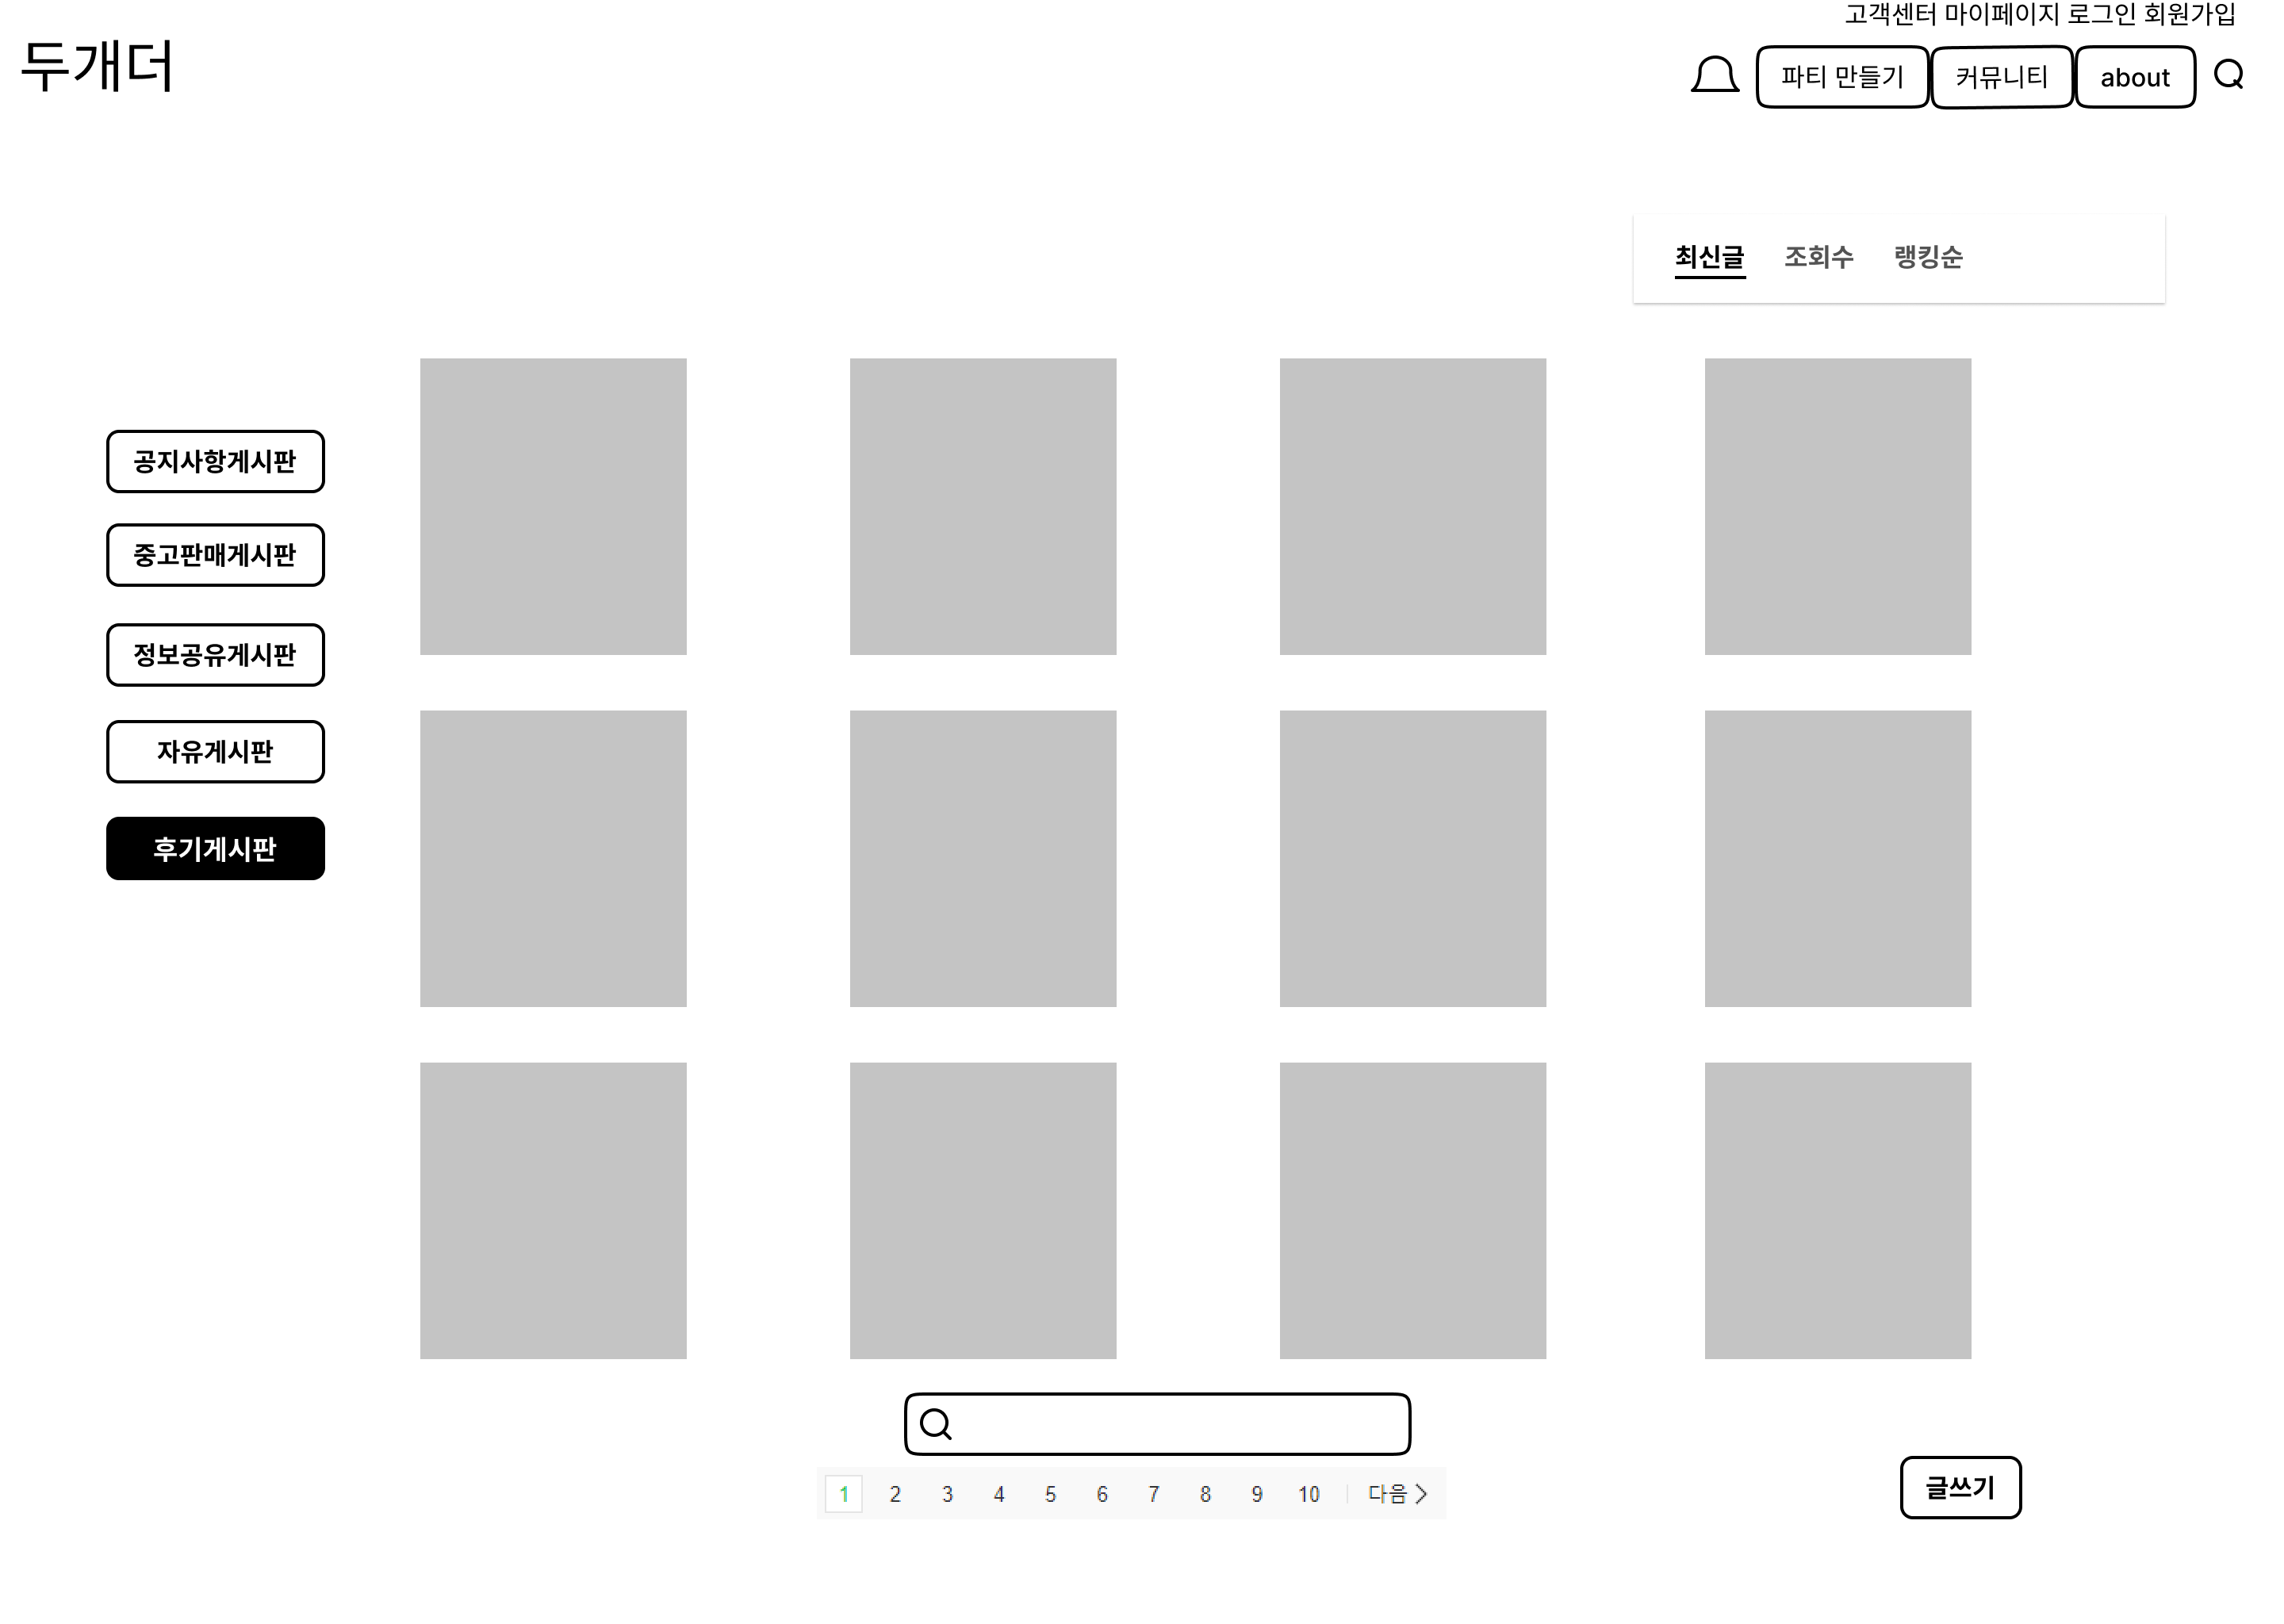 고객센터 마이페이지 로그인 회원가입
두개더
파티 만들기 커뮤니티 about
최신글 조회수 랭킹순
공지사항게시판
중고판매게시판
정보공유게시판
자유게시판
후기게시판
1 2 3 4 5 6 7 8 9 10 다음
글쓰기